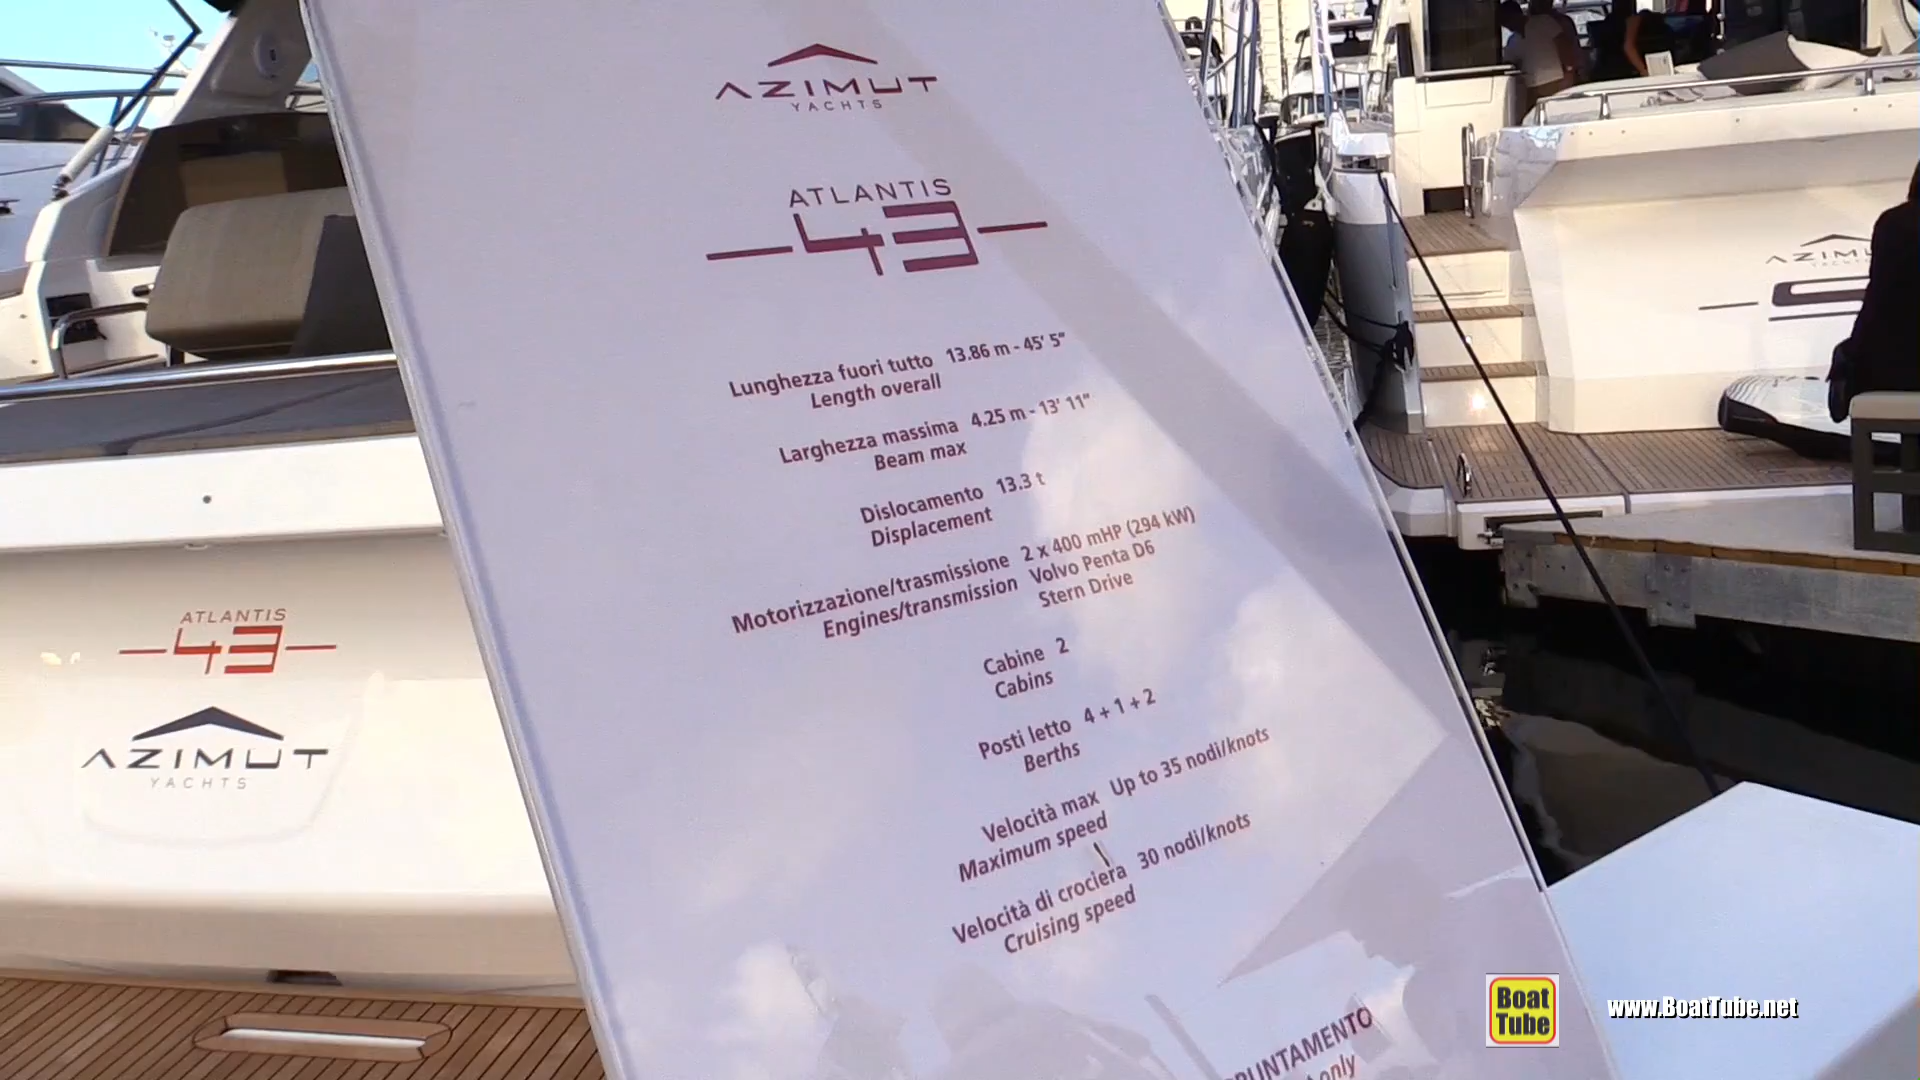 AZIMUT
YACHTS
ATLANTIS
43
Lunghezza fuori tutto 13.86 m - 45' 5"
Length overall
Larghezza massima 4.25 m - 13' 11"
Beam max
Dislocamento 13.3 t
Displacement
Motorizzazione/trasmissione 2 x 400 mHP (294 kW)
Engines/transmission Volvo Penta D6
Stern Drive
Cabine 2
Cabins
Posti letto 4 + 1 + 2
Berths
Velocità max Up to 35 nodi/knots
Maximum speed
Velocità di crociera 30 nodi/knots
Cruising speed
only
ATLANTIS
43
AZIMUT
YACHTS
Boat
Tube
www.BoatTube.net